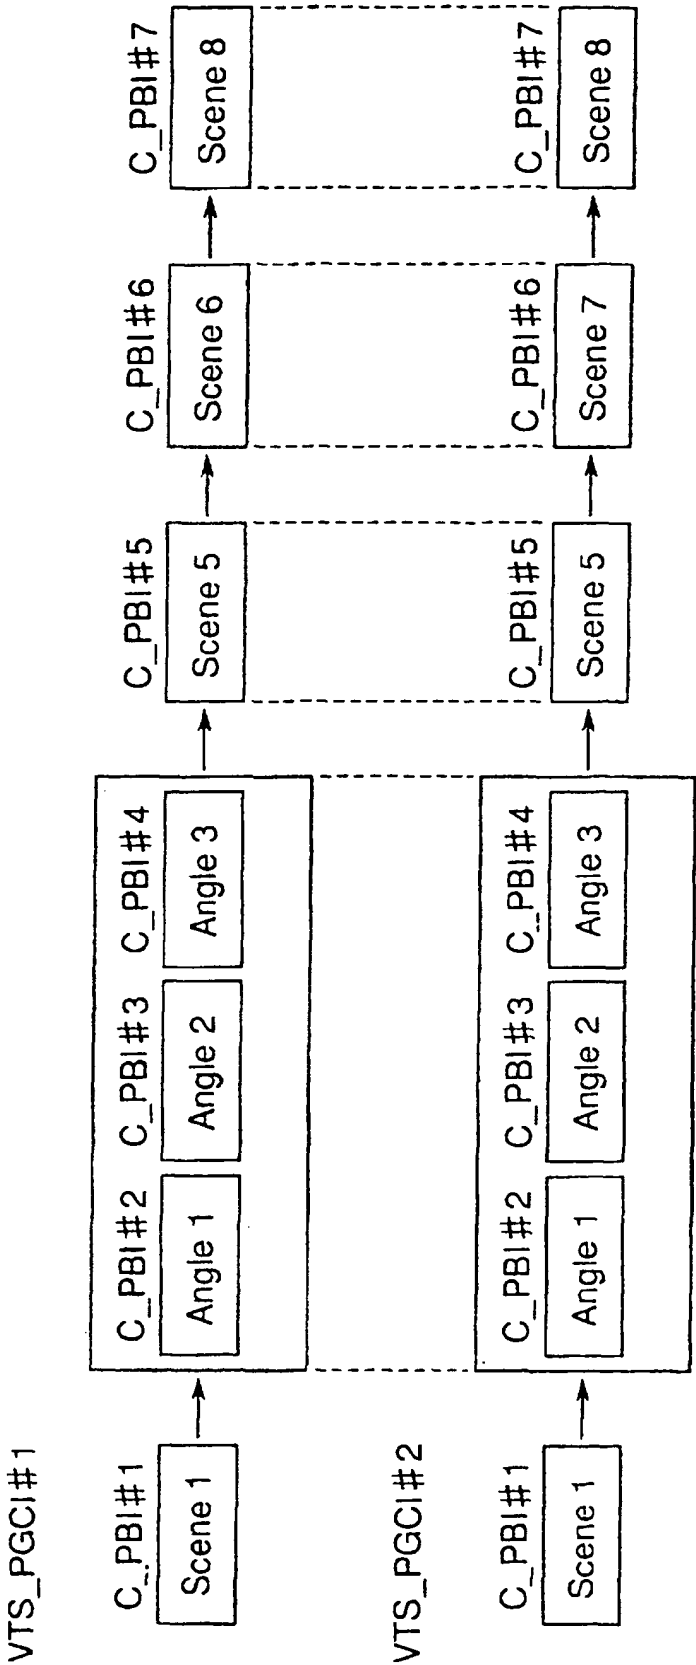 VTS_PGCI#1
C_PBI#1
C_PBI#2
C_PBI#3
C_PBI#4
C_PBI#5
C_PBI#6
C_PBI#7
Scene 1
Angle 1
Angle 2
Angle 3
Scene 5
Scene 6
Scene 8
VTS_PGCI#2
C_PBI#1
C_PBI#2
C_PBI#3
C_PBI#4
C_PBI#5
C_PBI#6
C_PBI#7
Scene 1
Angle 1
Angle 2
Angle 3
Scene 5
Scene 7
Scene 8